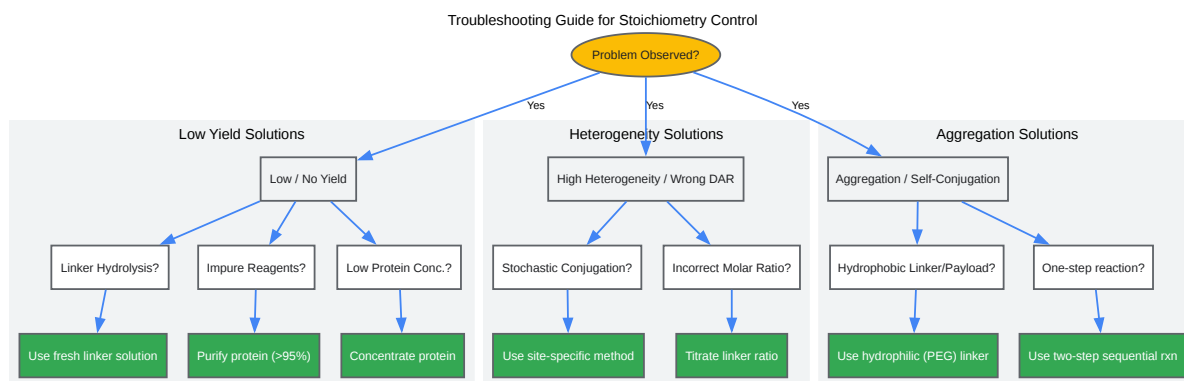 Troubleshooting Guide for Stoichiometry Control
Problem Observed?
Yes
Yes
Yes
Low Yield Solutions
Heterogeneity Solutions
Aggregation Solutions
Low / No Yield
High Heterogeneity / Wrong DAR
Aggregation / Self-Conjugation
Linker Hydrolysis?
Impure Reagents?
Low Protein Conc.?
Stochastic Conjugation?
Incorrect Molar Ratio?
Hydrophobic Linker/Payload?
One-step reaction?
Use fresh linker solution
Purify protein (>95%)
Concentrate protein
Use site-specific method
Titrate linker ratio
Use hydrophilic (PEG) linker
Use two-step sequential rxn